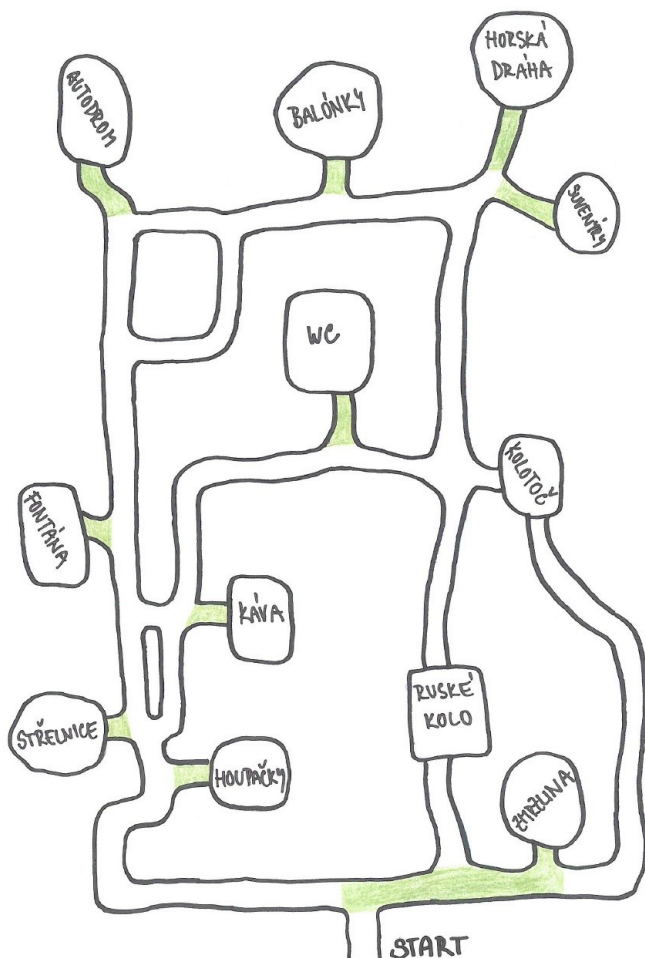 HORSKÁ
DRÁHA
AUTODROM
BALÓNKY
SUVENÝRY
WC
KOLOTOČ
FONTÁNA
KÁVA
RUSKÉ
KOLO
STŘELNICE
HOUPAČKY
ZMRZLINA
START